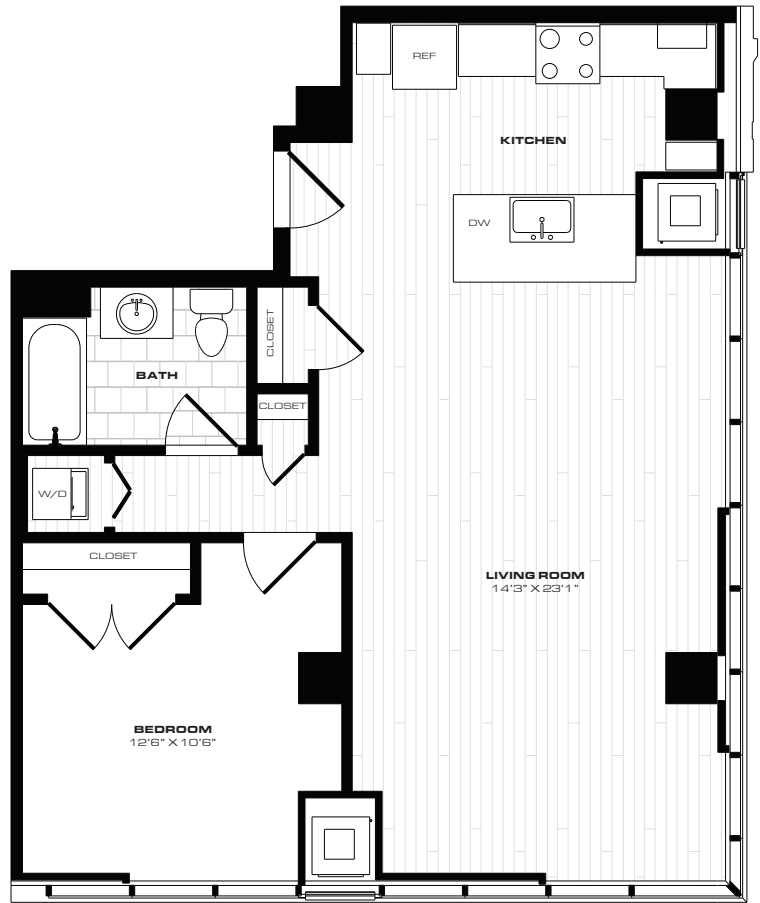 REF
KITCHEN
DW
CLOSET
BATH
CLOSET
W/D
CLOSET
LIVING ROOM
14'3" X 23'1"
BEDROOM
12'6" X 10'6"